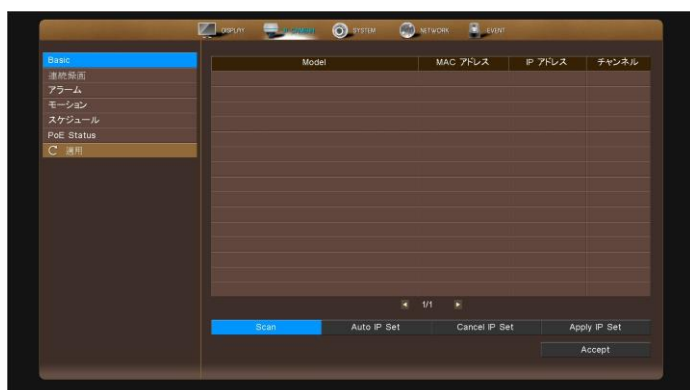 DISPLAY IP CAMERA SYSTEM NETWORK EVENT
Basic
連続録画
アラーム
モーション
スケジュール
PoE Status
適用
Model MAC アドレス IP アドレス チャンネル
1/1
Scan Auto IP Set Cancel IP Set Apply IP Set
Accept